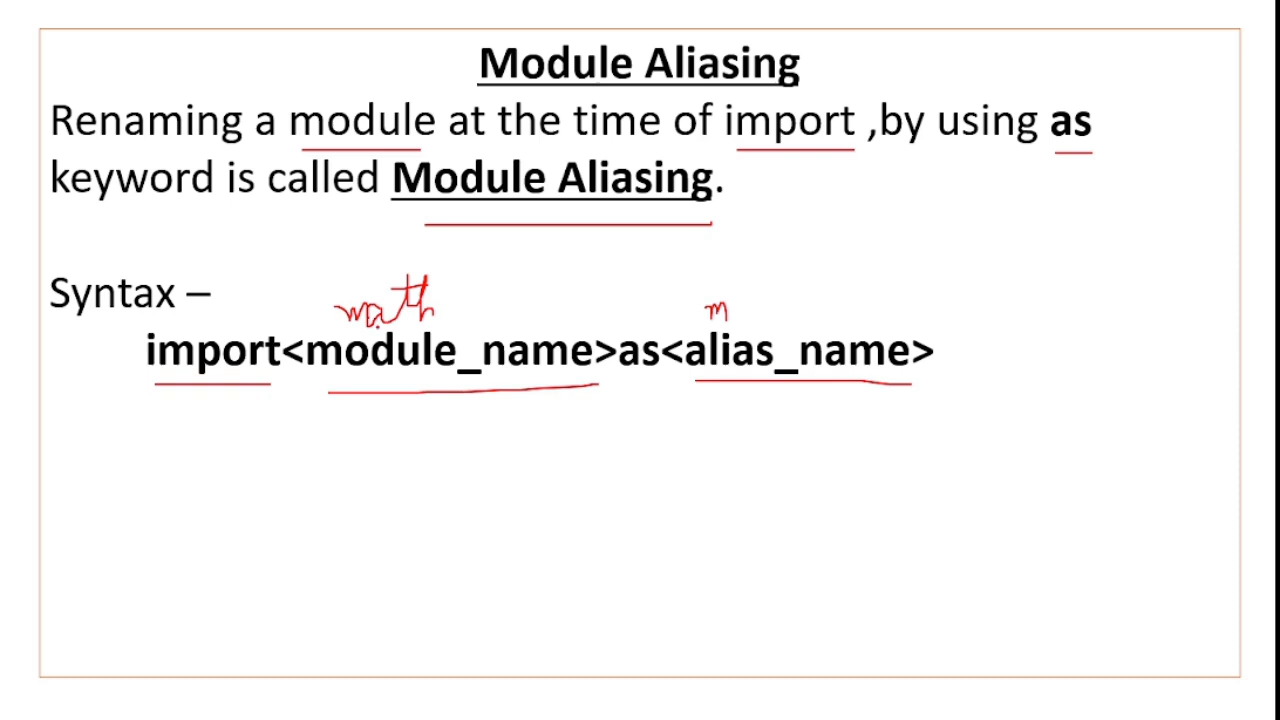 Module Aliasing
Renaming a module at the time of import ,by using as
keyword is called Module Aliasing.
Syntax –
math m
import<module_name>as<alias_name>